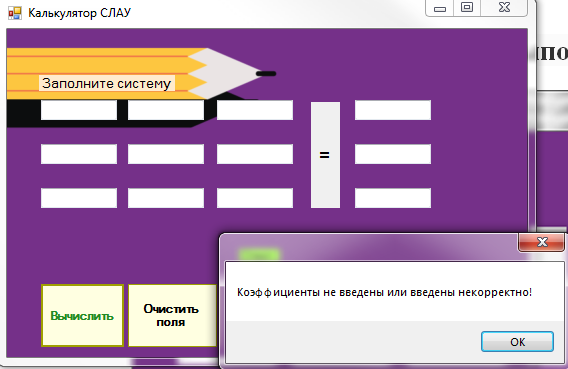 Калькулятор СЛАУ
Заполните систему
=
Коэффициенты не введены или введены некорректно!
OK
Вычислить
Очистить
поля